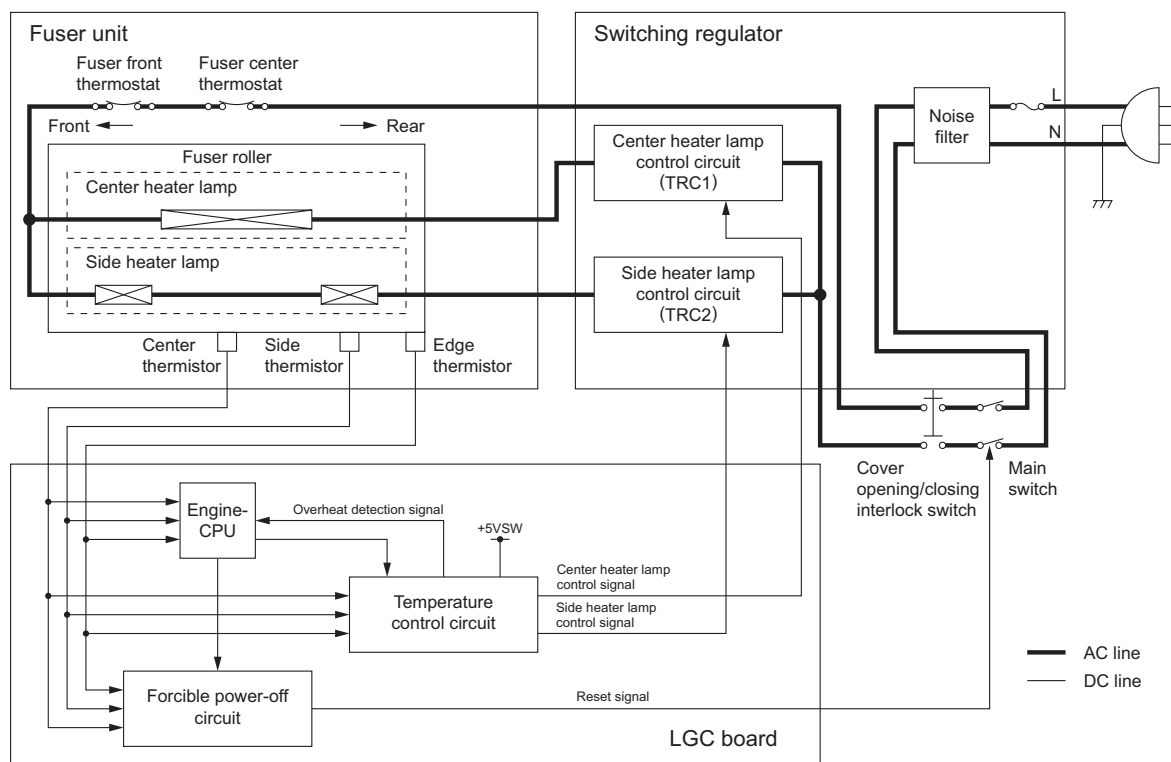 Fuser unit
Switching regulator
Fuser front
thermostat
Fuser center
thermostat
Front
Rear
Fuser roller
Center heater lamp
Side heater lamp
Center heater lamp
control circuit
(TRC1)
Side heater lamp
control circuit
(TRC2)
Noise
filter
L
N
Center
thermistor
Side
thermistor
Edge
thermistor
Cover
opening/closing
interlock switch
Main
switch
Engine-
CPU
Overheat detection signal
+5VSW
Temperature
control circuit
Center heater lamp
control signal
Side heater lamp
control signal
Forcible power-off
circuit
Reset signal
LGC board
AC line
DC line